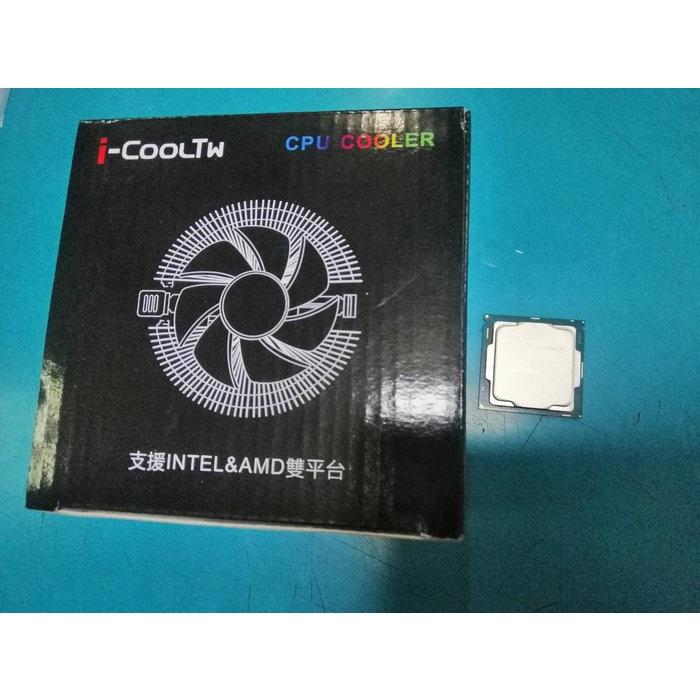 i-COOLTW
CPU COOLER
支援INTEL&AMD雙平台